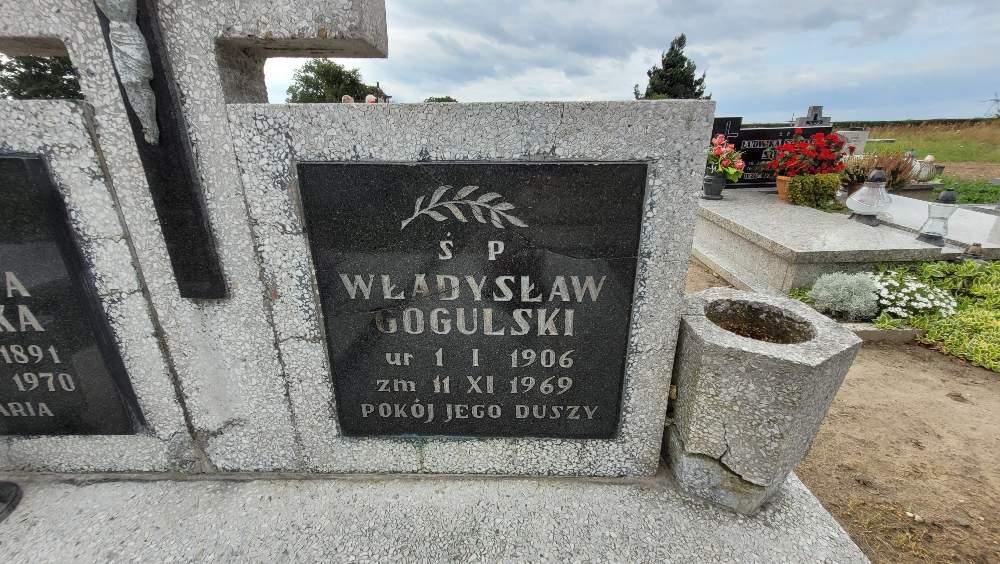 A
KA
1891
1970
ARIA
Ś P
WŁADYSŁAW
GOGULSKI
ur 1 I 1906
zm 11 XI 1969
POKÓJ JEGO DUSZY